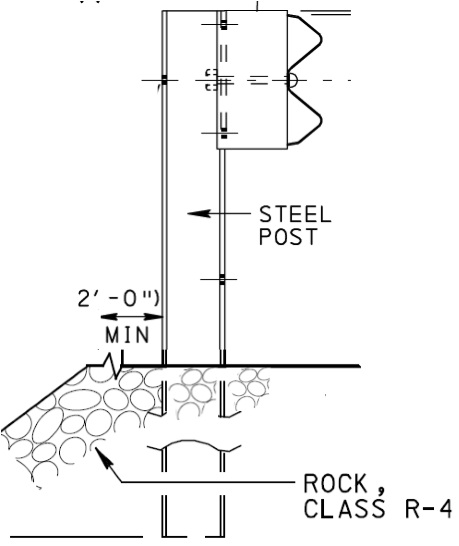 STEEL
POST
2'-0")
MIN
ROCK,
CLASS R-4